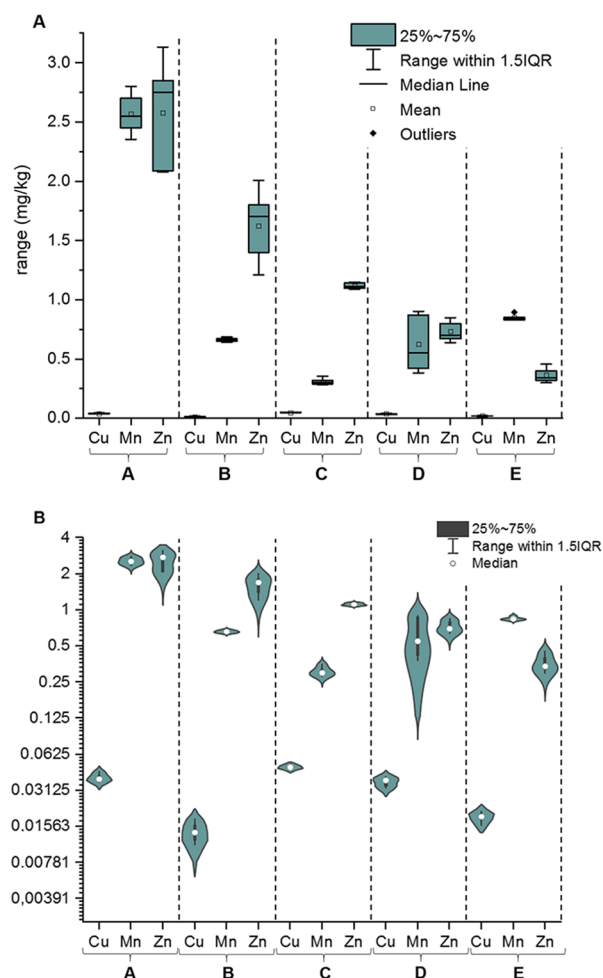 A
25%~75%
Range within 1.5IQR
Median Line
Mean
Outliers
range (mg/kg)
3.0
2.5
2.0
1.5
1.0
0.5
0.0
Cu Mn Zn Cu Mn Zn Cu Mn Zn Cu Mn Zn Cu Mn Zn
A B C D E
B
25%~75%
Range within 1.5IQR
Median
4
2
1
0.5
0.25
0.125
0.0625
0.03125
0.01563
0.00781
0,00391
Cu Mn Zn Cu Mn Zn Cu Mn Zn Cu Mn Zn Cu Mn Zn
A B C D E